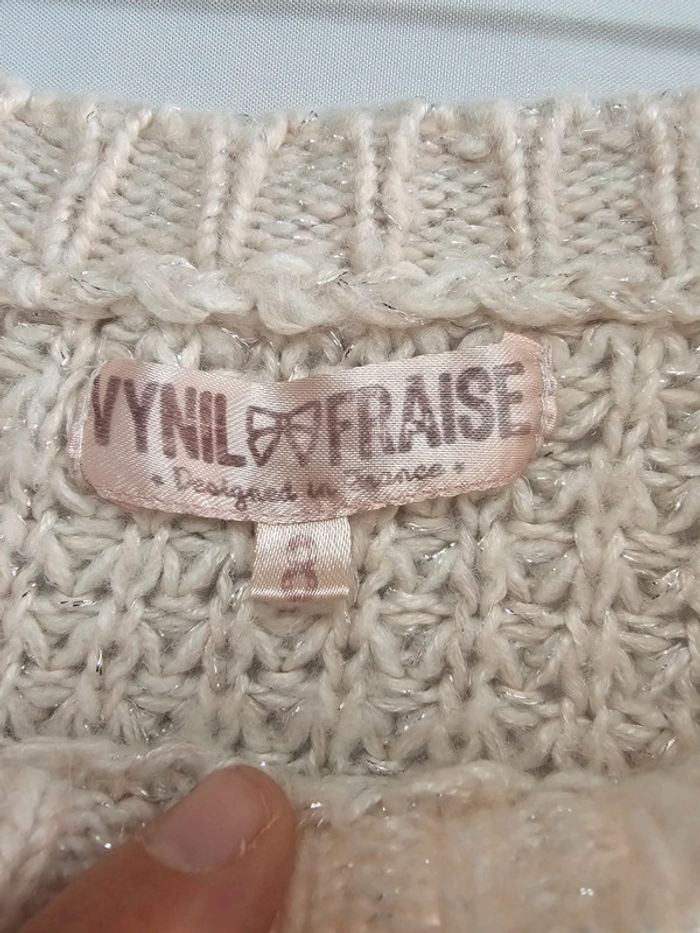 VYNIL FRAISE
• Designed in France •
8